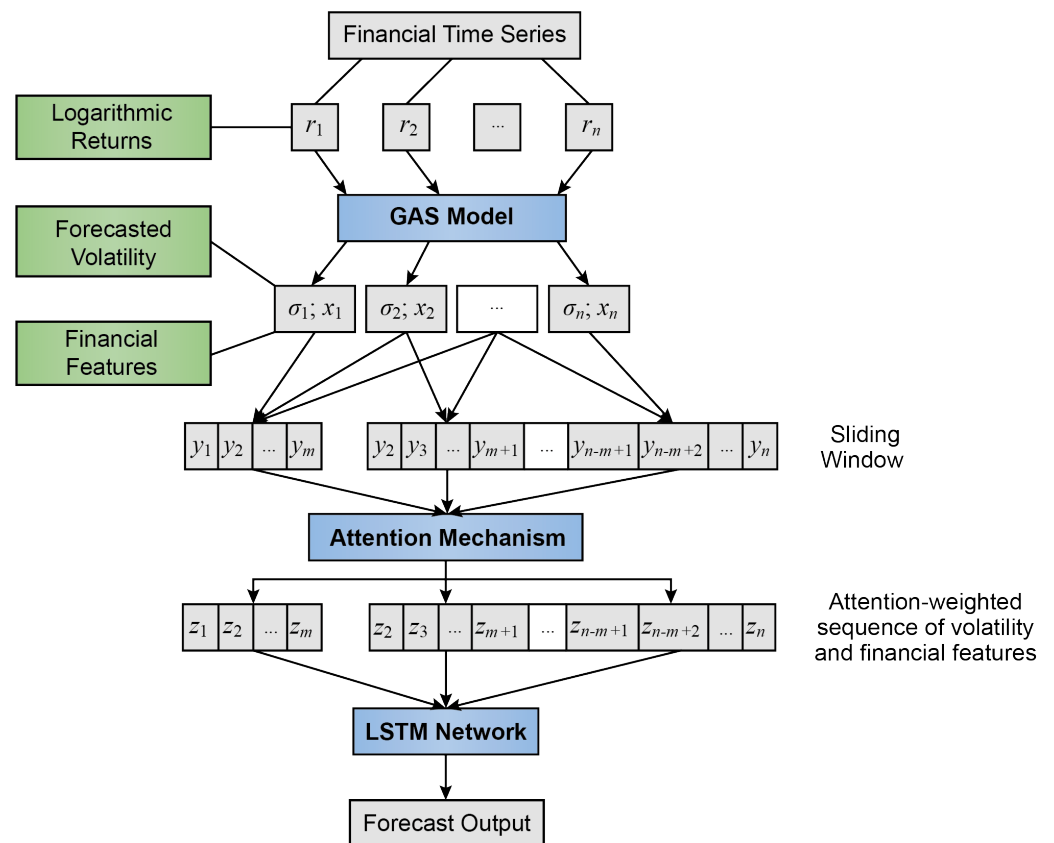 Financial Time Series
Logarithmic
Returns
r1
r2
...
rn
GAS Model
Forecasted
Volatility
σ1; x1
σ2; x2
...
σn; xn
Financial
Features
y1 y2 ... ym
y2 y3 ... ym+1 ... yn-m+1 yn-m+2 ... yn
Sliding
Window
Attention Mechanism
z1 z2 ... zm
z2 z3 ... zm+1 ... zn-m+1 zn-m+2 ... zn
Attention-weighted
sequence of volatility
and financial features
LSTM Network
Forecast Output